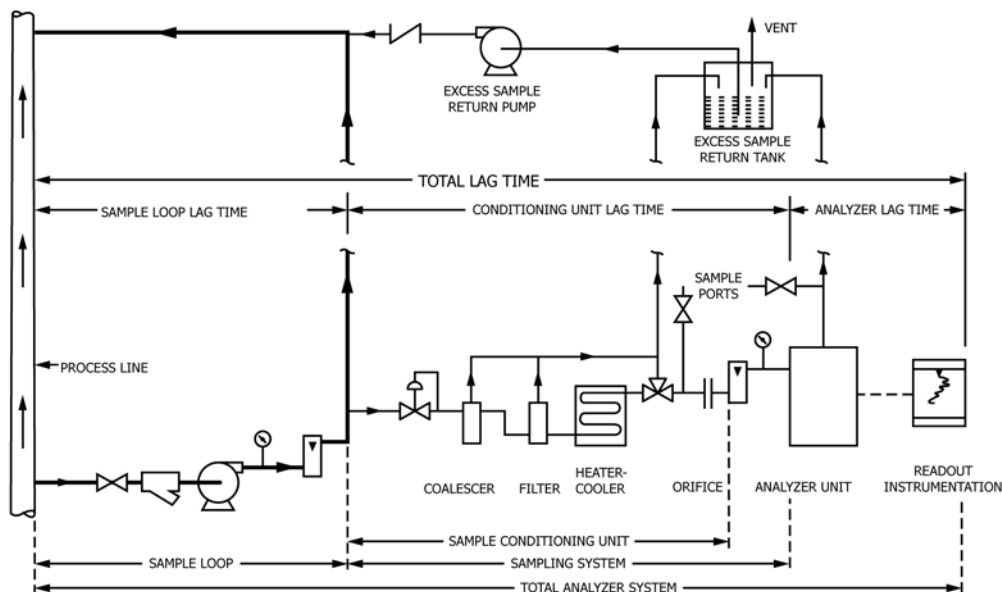 VENT
EXCESS SAMPLE
RETURN PUMP
EXCESS SAMPLE
RETURN TANK
TOTAL LAG TIME
SAMPLE LOOP LAG TIME
CONDITIONING UNIT LAG TIME
ANALYZER LAG TIME
SAMPLE
PORTS
PROCESS LINE
COALESCER
FILTER
HEATER-
COOLER
ORIFICE
ANALYZER UNIT
READOUT
INSTRUMENTATION
SAMPLE CONDITIONING UNIT
SAMPLE LOOP
SAMPLING SYSTEM
TOTAL ANALYZER SYSTEM